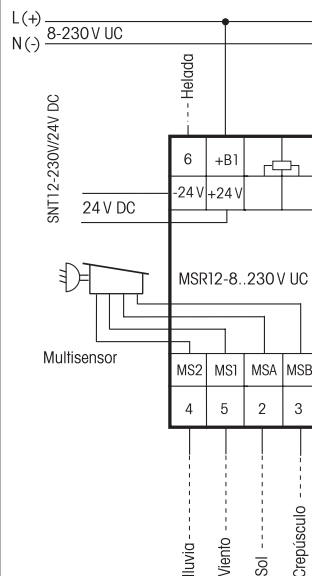 L (+)
8-230 V UC
N (-)
Helada
SNT12-230V/24V DC
6
+B1
-24 V
+24 V
24 V DC
MSR12-8..230 V UC
Multisensor
MS2
MS1
MSA
MSB
4
5
2
3
lluvia
Viento
Sol
Crepúsculo